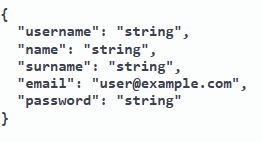 {
  "username": "string",
  "name": "string",
  "surname": "string",
  "email": "user@example.com",
  "password": "string"
}